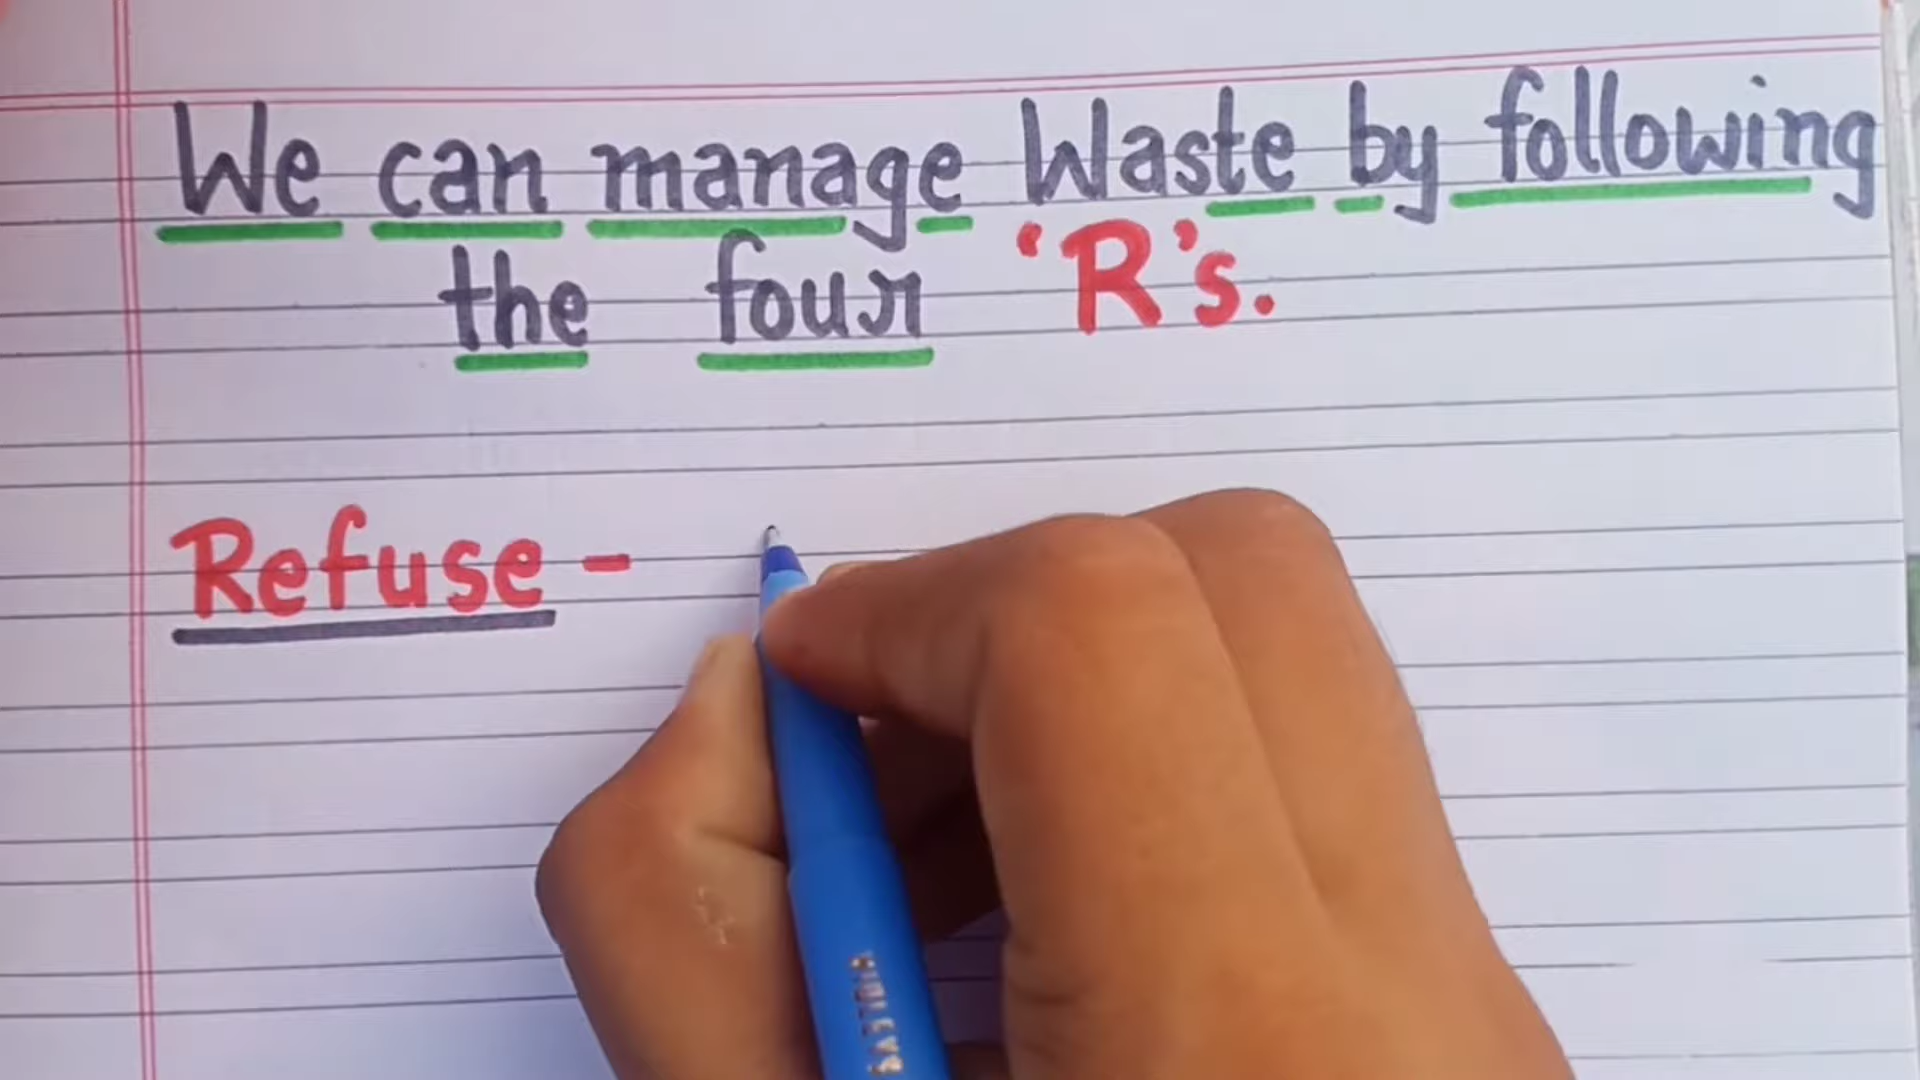 We can manage Waste by following
the four 'R's.
Refuse -